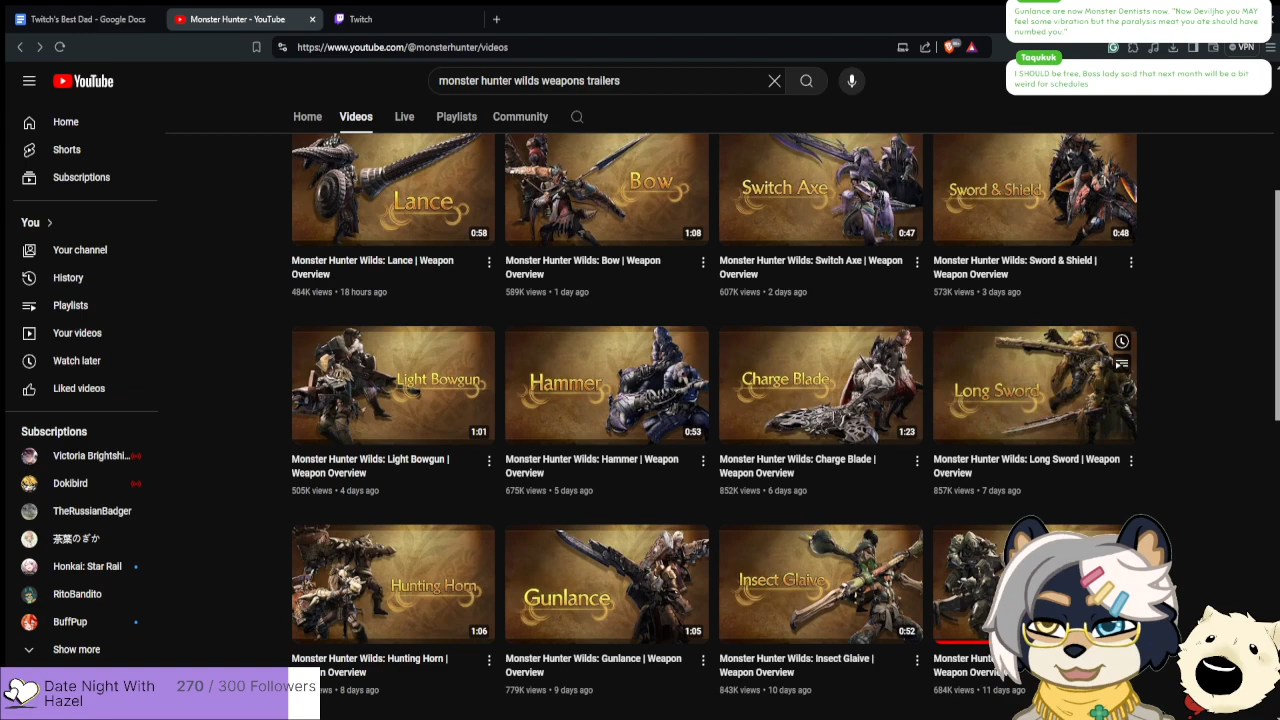 Nelito's - Google Docs
Monster Hunter - YouTube
Twitch
Gunlance are now Monster Dentists now. "Now Deviljho you MAY
feel some vibration but the paralysis meat you ate should have
numbed you."
www.youtube.com/@monsterhunter/videos
99+
VPN
Taqukuk
I SHOULD be free, Boss lady said that next month will be a bit
weird for schedules
YouTube
monster hunter weapons trailers
Home
Videos
Live
Playlists
Community
Home
Shorts
Subscriptions
You
Your channel
History
Playlists
Your videos
Watch later
Liked videos
Subscriptions
Victoria Brightshi...
Dokibird
TheRussianBadger
茶葉のぎか
Honkai: Star Rail
RobBanana
BuffPup
Show more
Lance
0:58
Bow
1:08
Switch Axe
0:47
Sword & Shield
0:48
Monster Hunter Wilds: Lance | Weapon
Overview
484K views • 18 hours ago
Monster Hunter Wilds: Bow | Weapon
Overview
589K views • 1 day ago
Monster Hunter Wilds: Switch Axe | Weapon
Overview
607K views • 2 days ago
Monster Hunter Wilds: Sword & Shield |
Weapon Overview
573K views • 3 days ago
Light Bowgun
1:01
Hammer
0:53
Charge Blade
1:23
Long Sword
Monster Hunter Wilds: Light Bowgun |
Weapon Overview
505K views • 4 days ago
Monster Hunter Wilds: Hammer | Weapon
Overview
675K views • 5 days ago
Monster Hunter Wilds: Charge Blade |
Weapon Overview
852K views • 6 days ago
Monster Hunter Wilds: Long Sword | Weapon
Overview
857K views • 7 days ago
Hunting Horn
1:06
Gunlance
1:05
Insect Glaive
0:52
Monster Hunter Wilds: Hunting Horn |
• 8 days ago
Monster Hunter Wilds: Gunlance | Weapon
Overview
779K views • 9 days ago
Monster Hunter Wilds: Insect Glaive |
Weapon Overview
843K views • 10 days ago
Monster Hunter
Weapon
684K views • 11 days ago
Date Night With
270 / 300 Followers